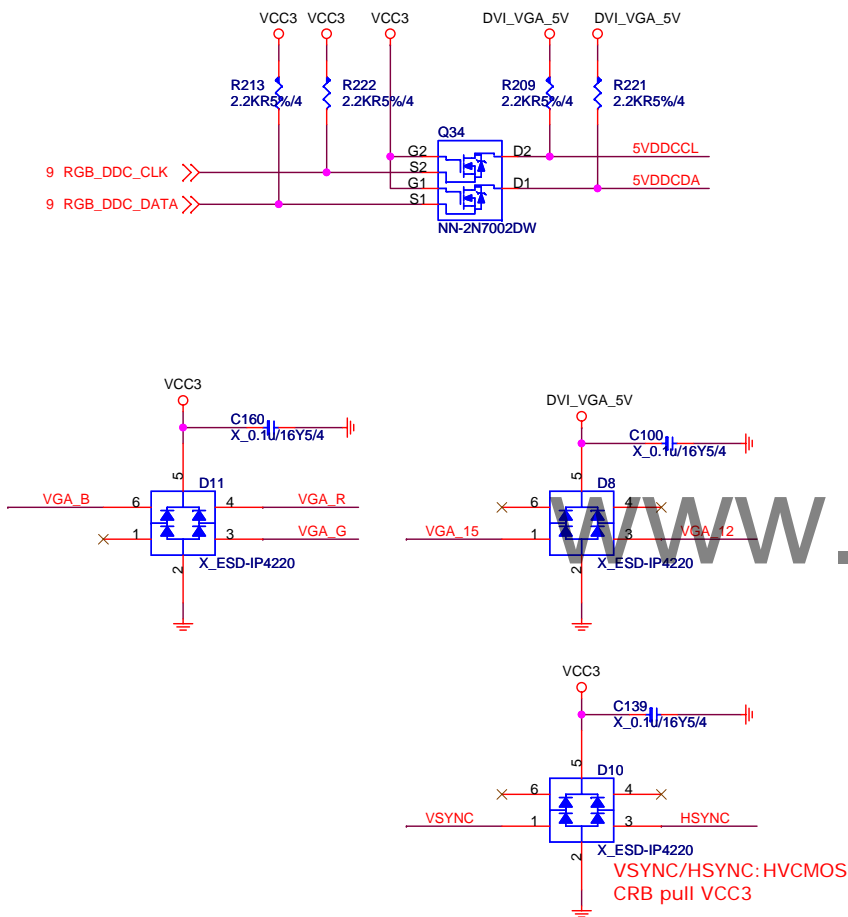 VCC3 VCC3 VCC3 DVI_VGA_5V DVI_VGA_5V
R213 R222 R209 R221
2.2KR5%/4 2.2KR5%/4 2.2KR5%/4 2.2KR5%/4
Q34
G2 D2 5VDDCCL
9 RGB_DDC_CLK S2
G1 D1 5VDDCDA
9 RGB_DDC_DATA S1
NN-2N7002DW
VCC3 DVI_VGA_5V
C160 C100
X_0.1u/16Y5/4 X_0.1u/16Y5/4
5 D11 5 D8
VGA_B 6 4 VGA_R 6 4
1 3 VGA_G VGA_15 1 3 VGA_12
www.
2 X_ESD-IP4220 2 X_ESD-IP4220
VCC3
C139
X_0.1u/16Y5/4
5 D10
6 4
VSYNC 1 3 HSYNC
2 X_ESD-IP4220
VSYNC/HSYNC:HVCMOS
CRB pull VCC3